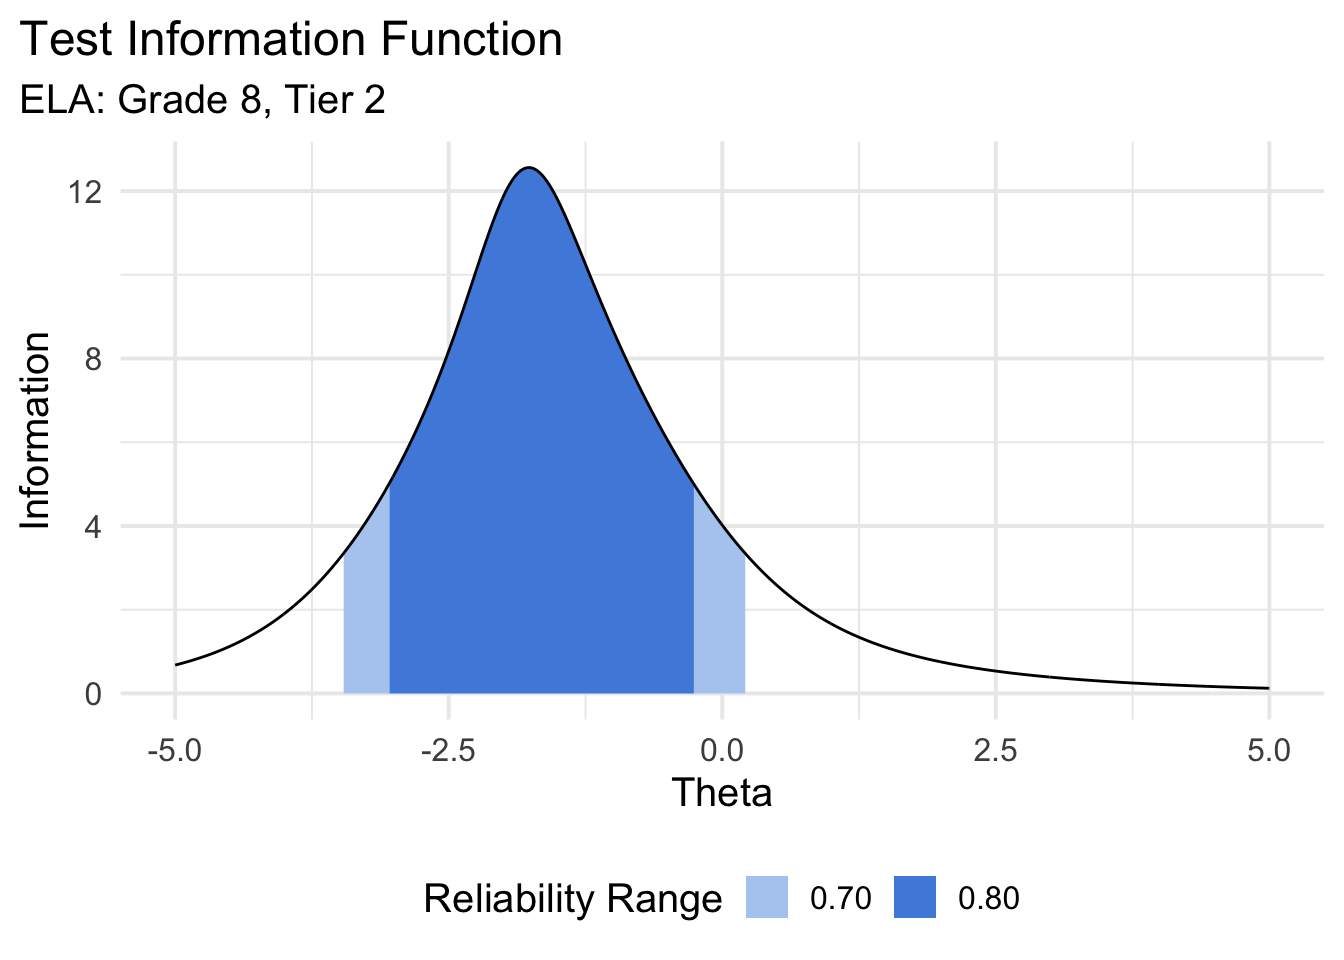 Test Information Function
ELA: Grade 8, Tier 2
12
8
4
0
Information
-5.0 -2.5 0.0 2.5 5.0
Theta
Reliability Range 0.70 0.80